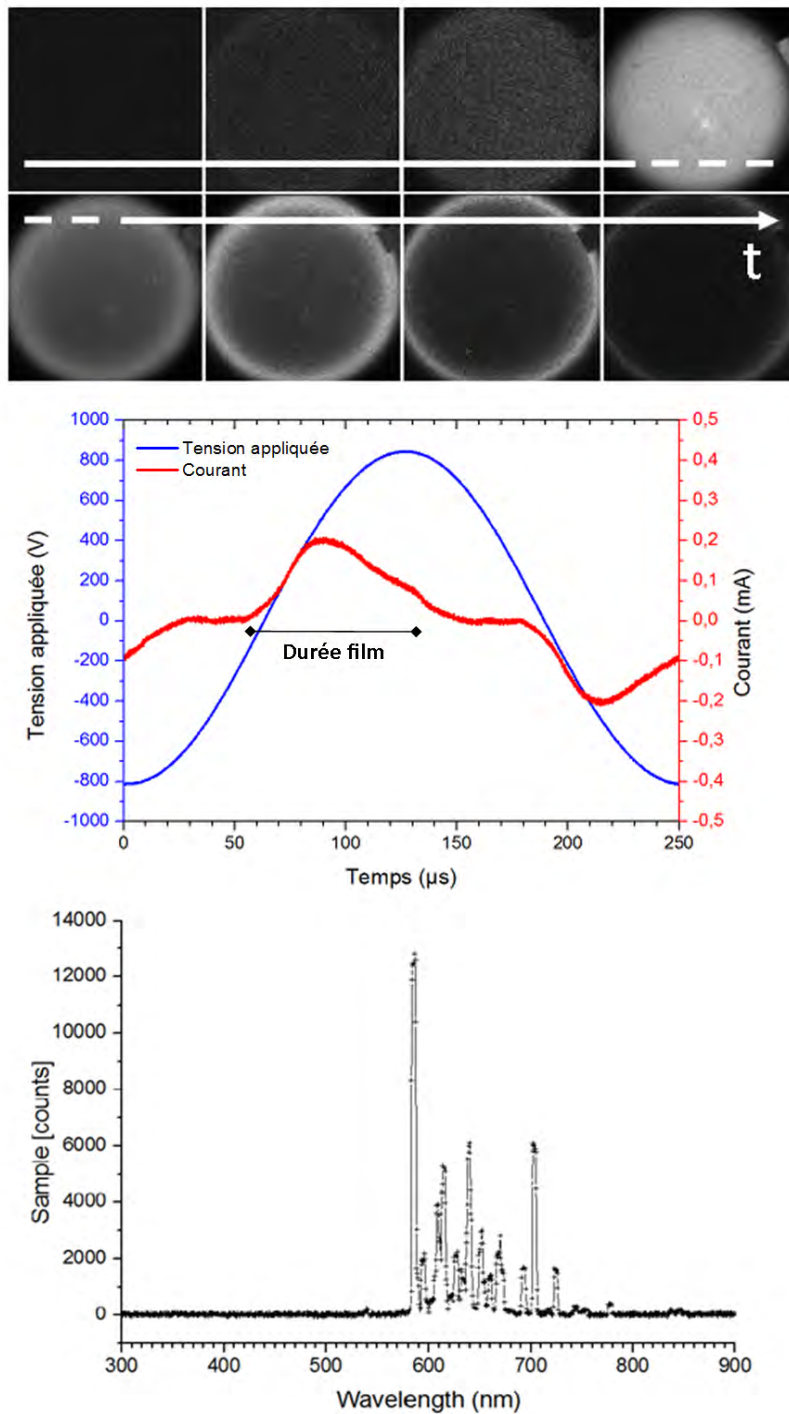 t
1000
800
600
400
200
0
-200
-400
-600
-800
-1000
Tension appliquée (V)
Tension appliquée
Courant
Durée film
0,5
0,4
0,3
0,2
0,1
0,0
-0,1
-0,2
-0,3
-0,4
-0,5
Courant (mA)
0 50 100 150 200 250
Temps (µs)
14000
12000
10000
8000
6000
4000
2000
0
Sample [counts]
300 400 500 600 700 800 900
Wavelength (nm)